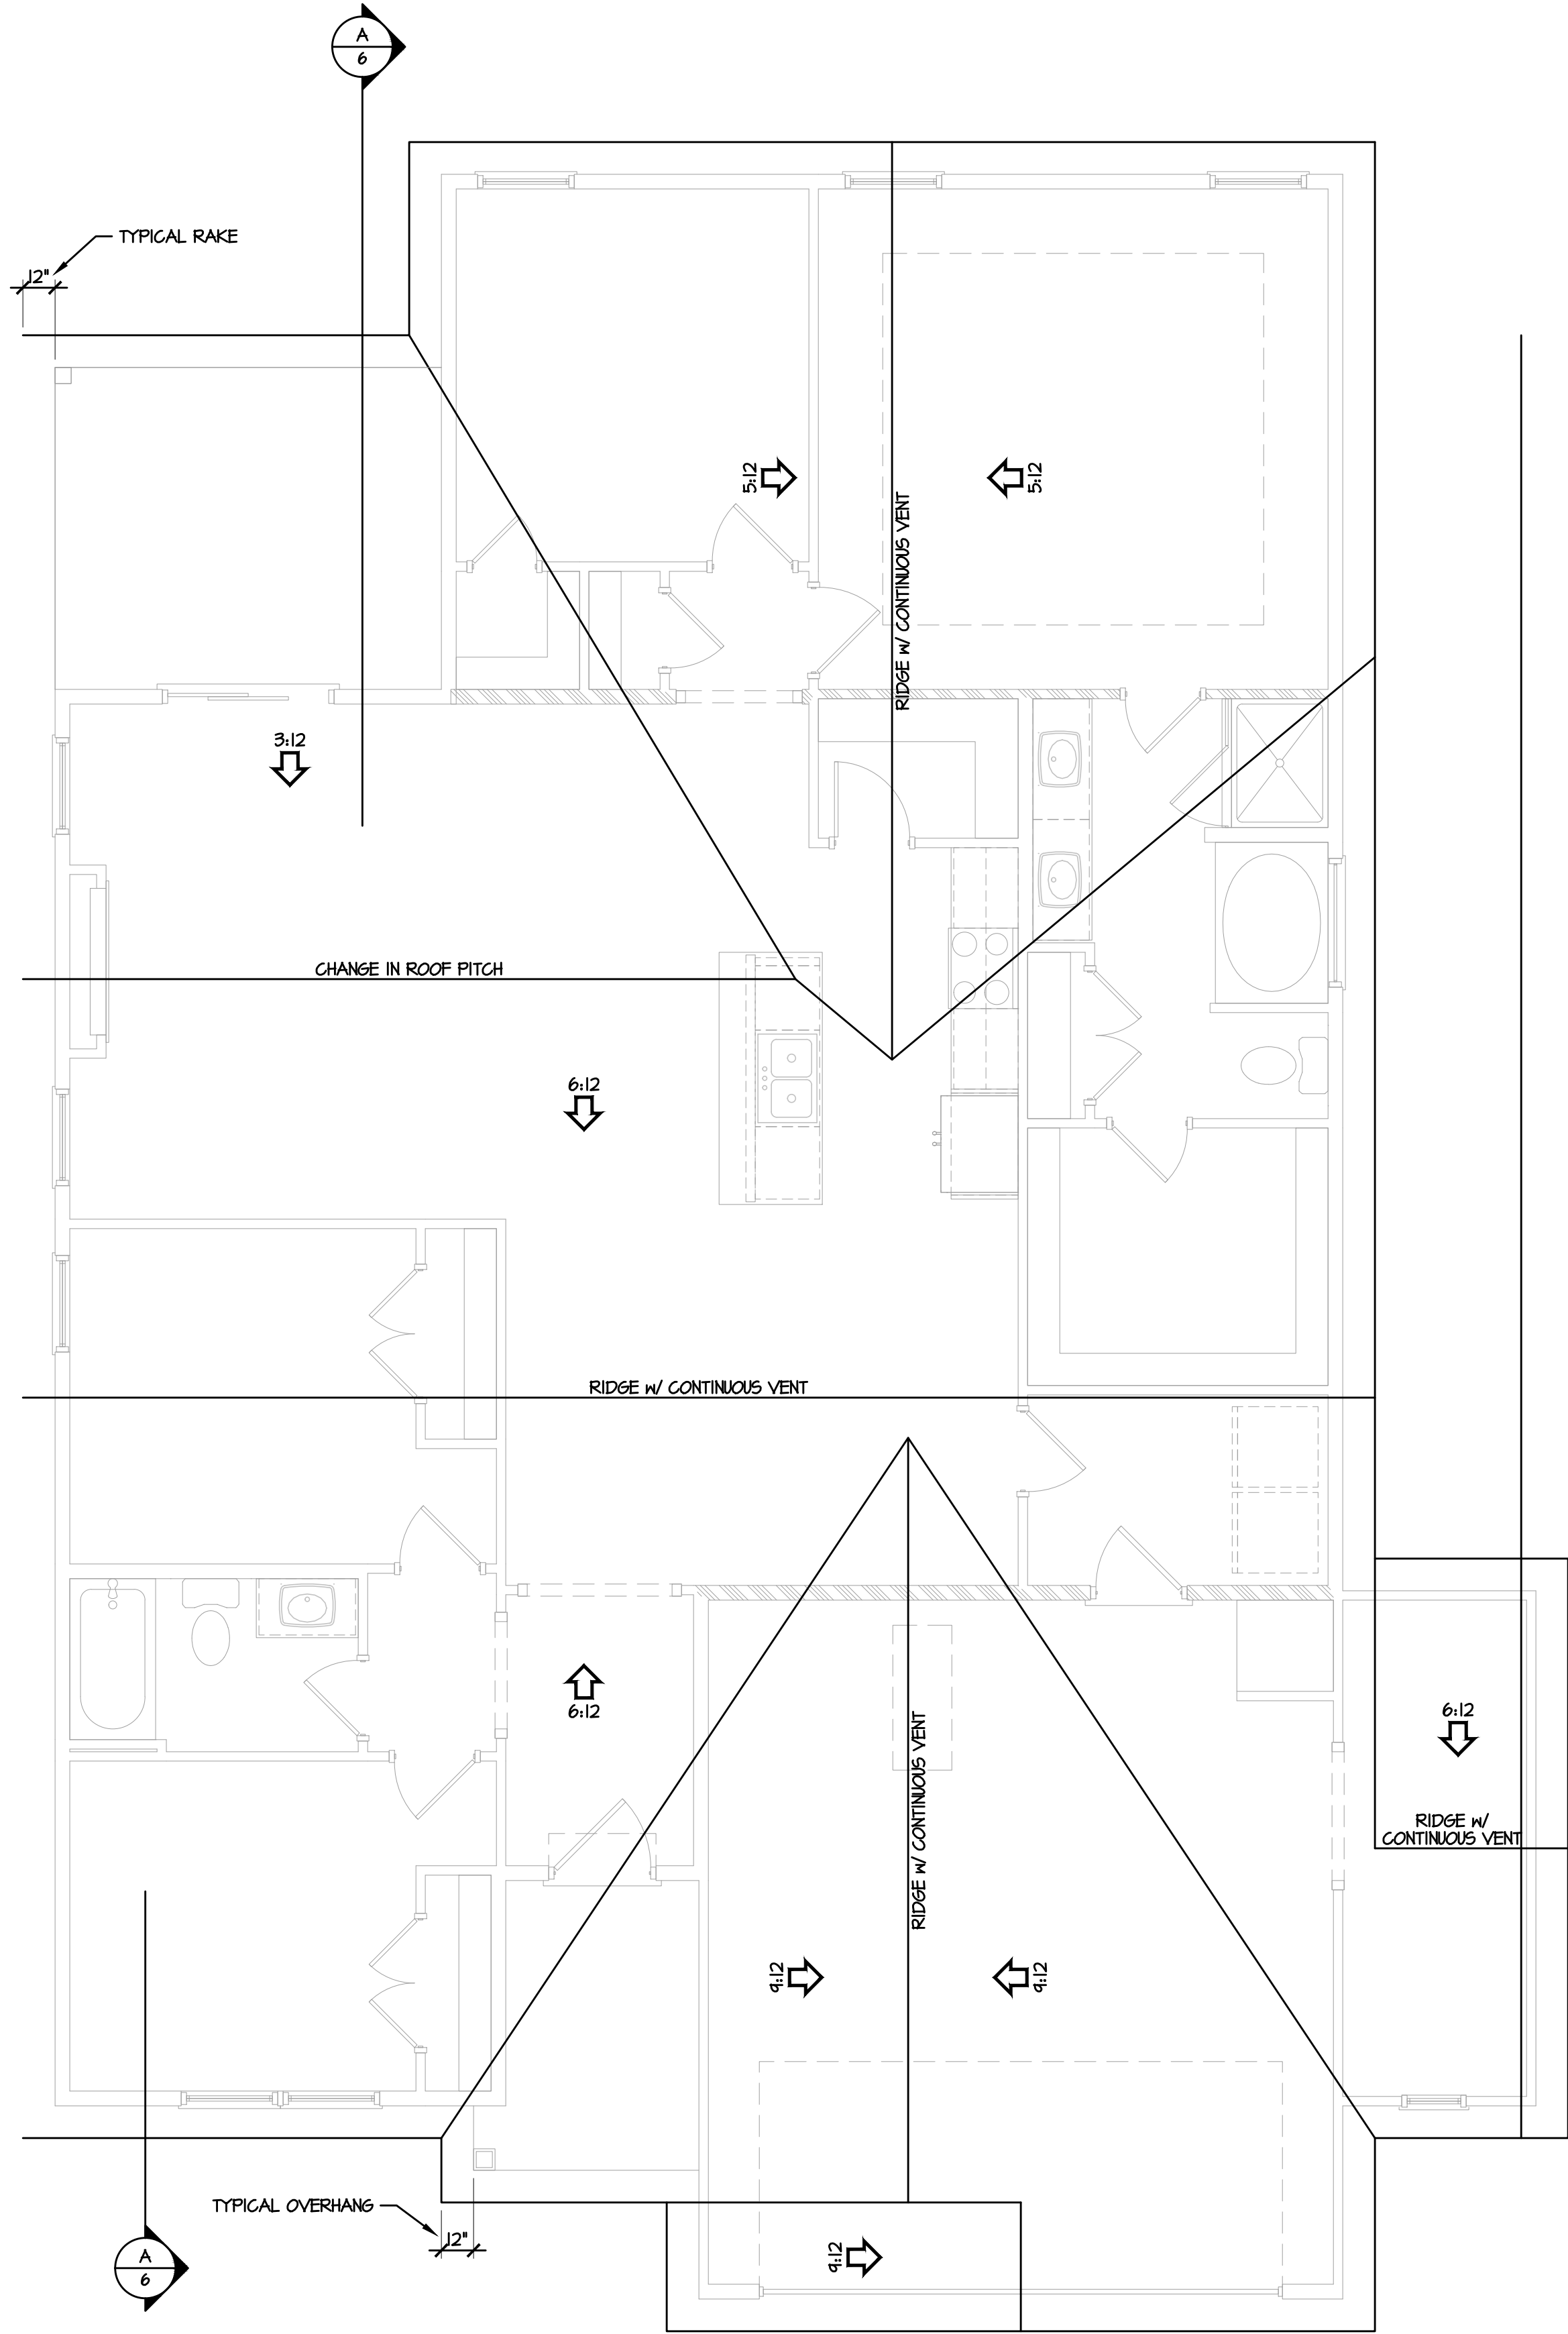 A
6
TYPICAL RAKE
12"
5:12
5:12
RIDGE w/ CONTINUOUS VENT
3:12
CHANGE IN ROOF PITCH
6:12
RIDGE w/ CONTINUOUS VENT
6:12
6:12
RIDGE w/ CONTINUOUS VENT
RIDGE w/
CONTINUOUS VENT
9:12
9:12
TYPICAL OVERHANG
12"
9:12
A
6